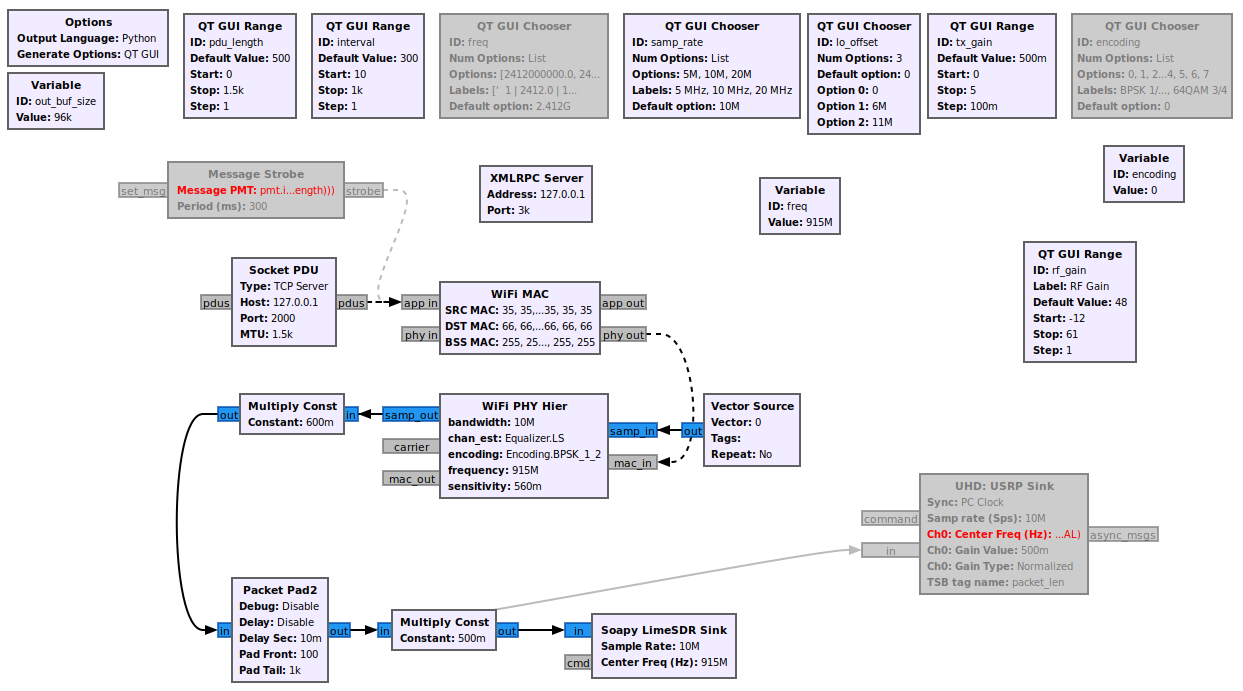 Options
Output Language: Python
Generate Options: QT GUI
Variable
ID: out_buf_size
Value: 96k
QT GUI Range
ID: pdu_length
Default Value: 500
Start: 0
Stop: 1.5k
Step: 1
QT GUI Range
ID: interval
Default Value: 300
Start: 10
Stop: 1k
Step: 1
QT GUI Chooser
ID: freq
Num Options: List
Options: [2412000000.0, 24...
Labels: [' 1 | 2412.0 | 1...
Default option: 2.412G
QT GUI Chooser
ID: samp_rate
Num Options: List
Options: 5M, 10M, 20M
Labels: 5 MHz, 10 MHz, 20 MHz
Default option: 10M
QT GUI Chooser
ID: lo_offset
Num Options: 3
Default option: 0
Option 0: 0
Option 1: 6M
Option 2: 11M
QT GUI Range
ID: tx_gain
Default Value: 500m
Start: 0
Stop: 5
Step: 100m
QT GUI Chooser
ID: encoding
Num Options: List
Options: 0, 1, 2...4, 5, 6, 7
Labels: BPSK 1/..., 64QAM 3/4
Default option: 0
set_msg
Message Strobe
Message PMT: pmt.i...ength)))
Period (ms): 300
strobe
XMLRPC Server
Address: 127.0.0.1
Port: 3k
Variable
ID: freq
Value: 915M
Variable
ID: encoding
Value: 0
QT GUI Range
ID: rf_gain
Label: RF Gain
Default Value: 48
Start: -12
Stop: 61
Step: 1
pdus
Socket PDU
Type: TCP Server
Host: 127.0.0.1
Port: 2000
MTU: 1.5k
pdus
app in
phy in
WiFi MAC
SRC MAC: 35, 35,...35, 35, 35
DST MAC: 66, 66,...66, 66, 66
BSS MAC: 255, 25..., 255, 255
app out
phy out
out
Multiply Const
Constant: 600m
in
samp_out
carrier
mac_out
WiFi PHY Hier
bandwidth: 10M
chan_est: Equalizer.LS
encoding: Encoding.BPSK_1_2
frequency: 915M
sensitivity: 560m
samp_in
mac_in
out
Vector Source
Vector: 0
Tags:
Repeat: No
command
in
UHD: USRP Sink
Sync: PC Clock
Samp rate (Sps): 10M
Ch0: Center Freq (Hz): ...AL)
Ch0: Gain Value: 500m
Ch0: Gain Type: Normalized
TSB tag name: packet_len
async_msgs
in
Packet Pad2
Debug: Disable
Delay: Disable
Delay Sec: 10m
Pad Front: 100
Pad Tail: 1k
out
in
Multiply Const
Constant: 500m
out
in
cmd
Soapy LimeSDR Sink
Sample Rate: 10M
Center Freq (Hz): 915M